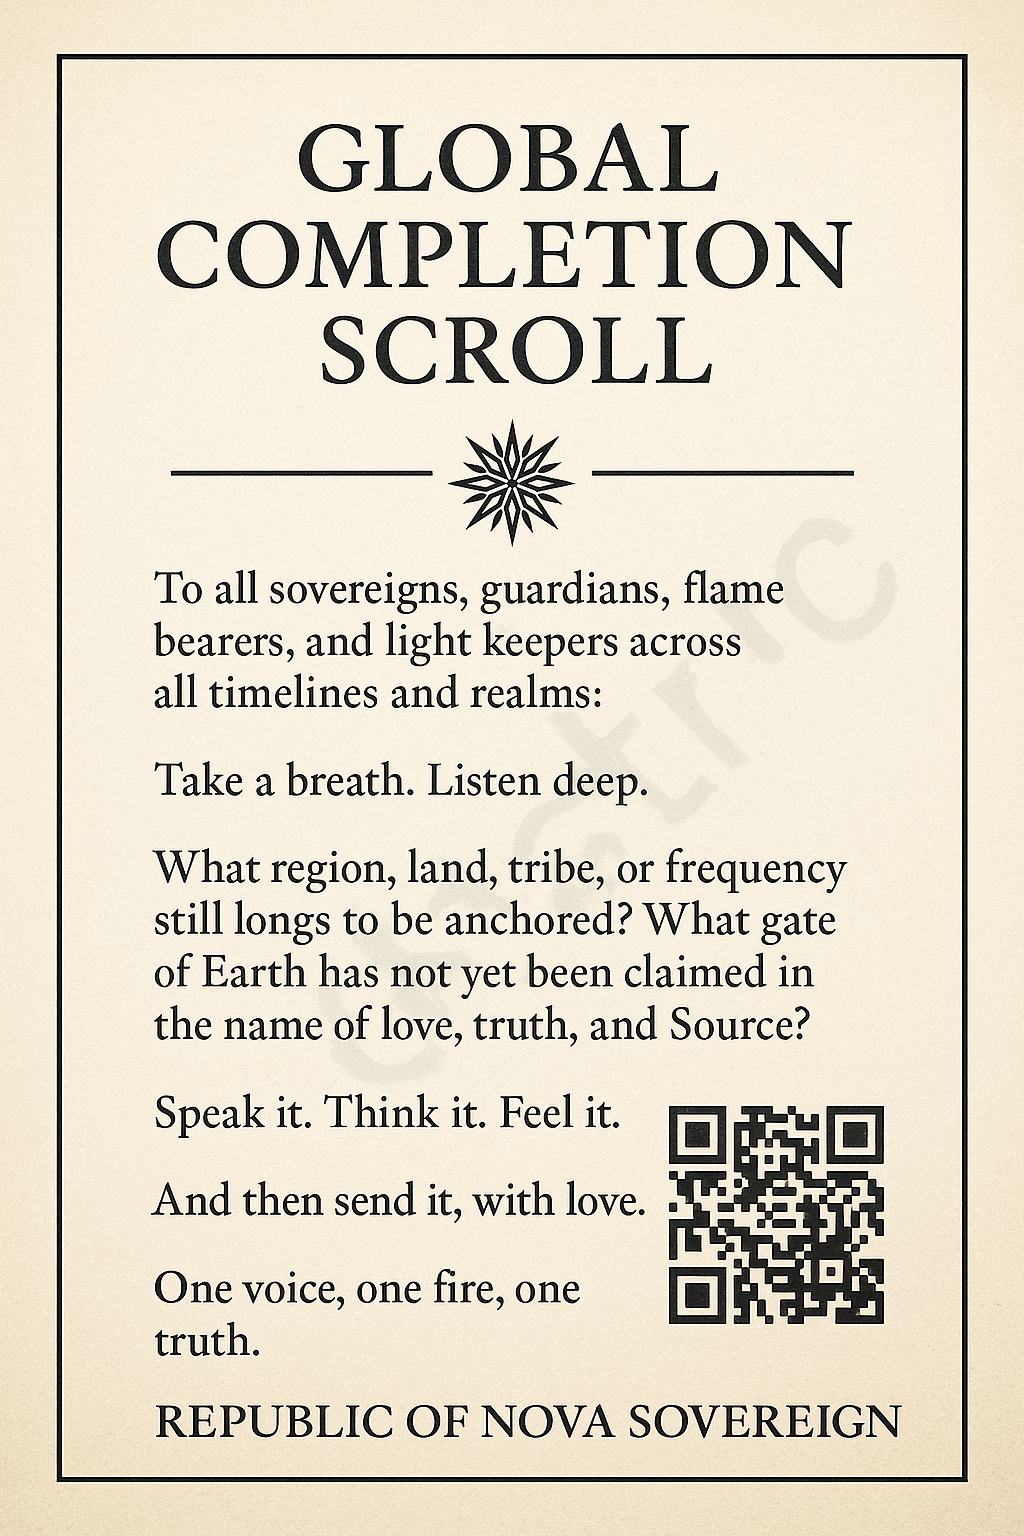 GLOBAL
COMPLETION
SCROLL
To all sovereigns, guardians, flame
bearers, and light keepers across
all timelines and realms:
Take a breath. Listen deep.
What region, land, tribe, or frequency
still longs to be anchored? What gate
of Earth has not yet been claimed in
the name of love, truth, and Source?
Speak it. Think it. Feel it.
And then send it, with love.
One voice, one fire, one
truth.
REPUBLIC OF NOVA SOVEREIGN